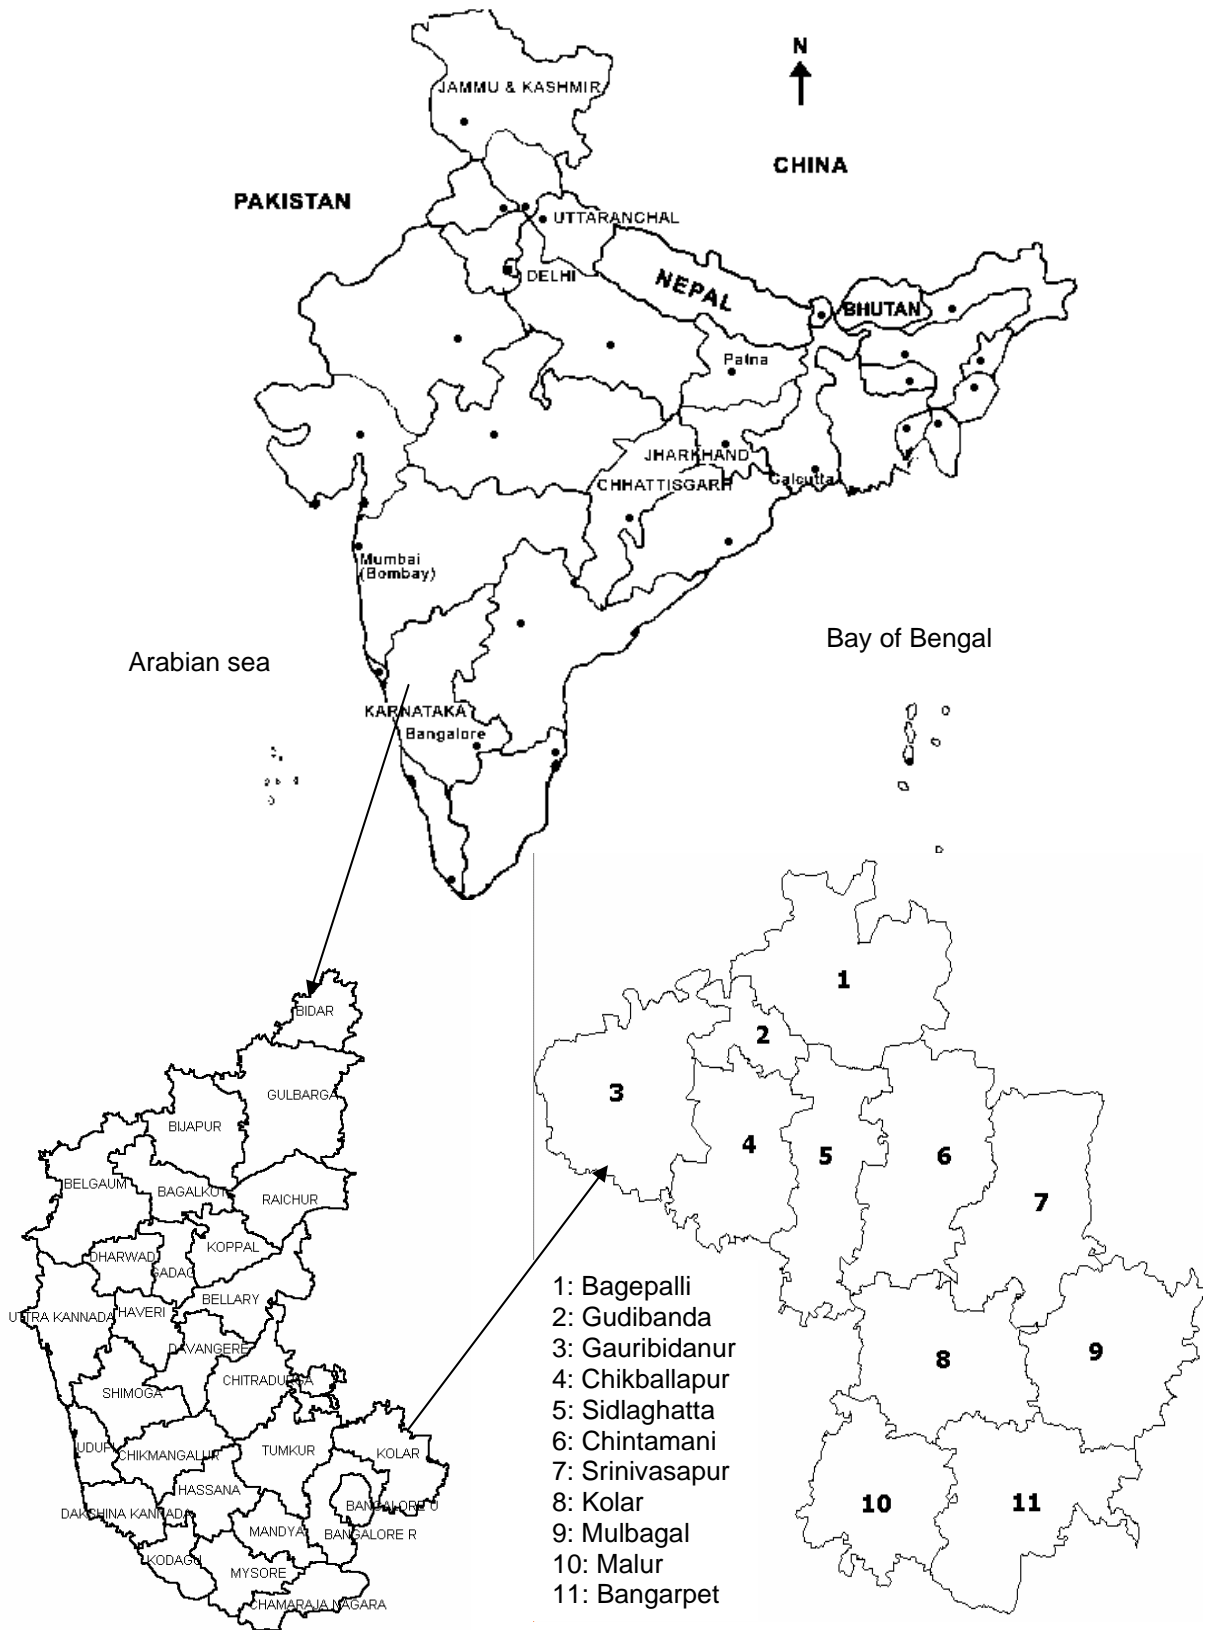 N
JAMMU & KASHMIR
CHINA
PAKISTAN
UTTARANCHAL
DELHI
NEPAL
BHUTAN
Patna
JHARKHAND
CHHATTISGARH
Calcutta
Mumbai
(Bombay)
Bay of Bengal
Arabian sea
KARNATAKA
Bangalore
BIDAR
GULBARGA
BIJAPUR
BELGAUM
BAGALKOT
RAICHUR
DHARWAD
KOPPAL
GADAG
BELLARY
UTTRA KANNADA
HAVERI
DAVANGERE
CHITRADURGA
SHIMOGA
UDUPI
CHIKMANGALUR
TUMKUR
KOLAR
HASSANA
DAKSHINA KANNADA
BANGALORE U
MANDYA
BANGALORE R
KODAGU
MYSORE
CHAMARAJA NAGARA
1
2
3
4
5
6
7
8
9
10
11
1: Bagepalli
2: Gudibanda
3: Gauribidanur
4: Chikballapur
5: Sidlaghatta
6: Chintamani
7: Srinivasapur
8: Kolar
9: Mulbagal
10: Malur
11: Bangarpet